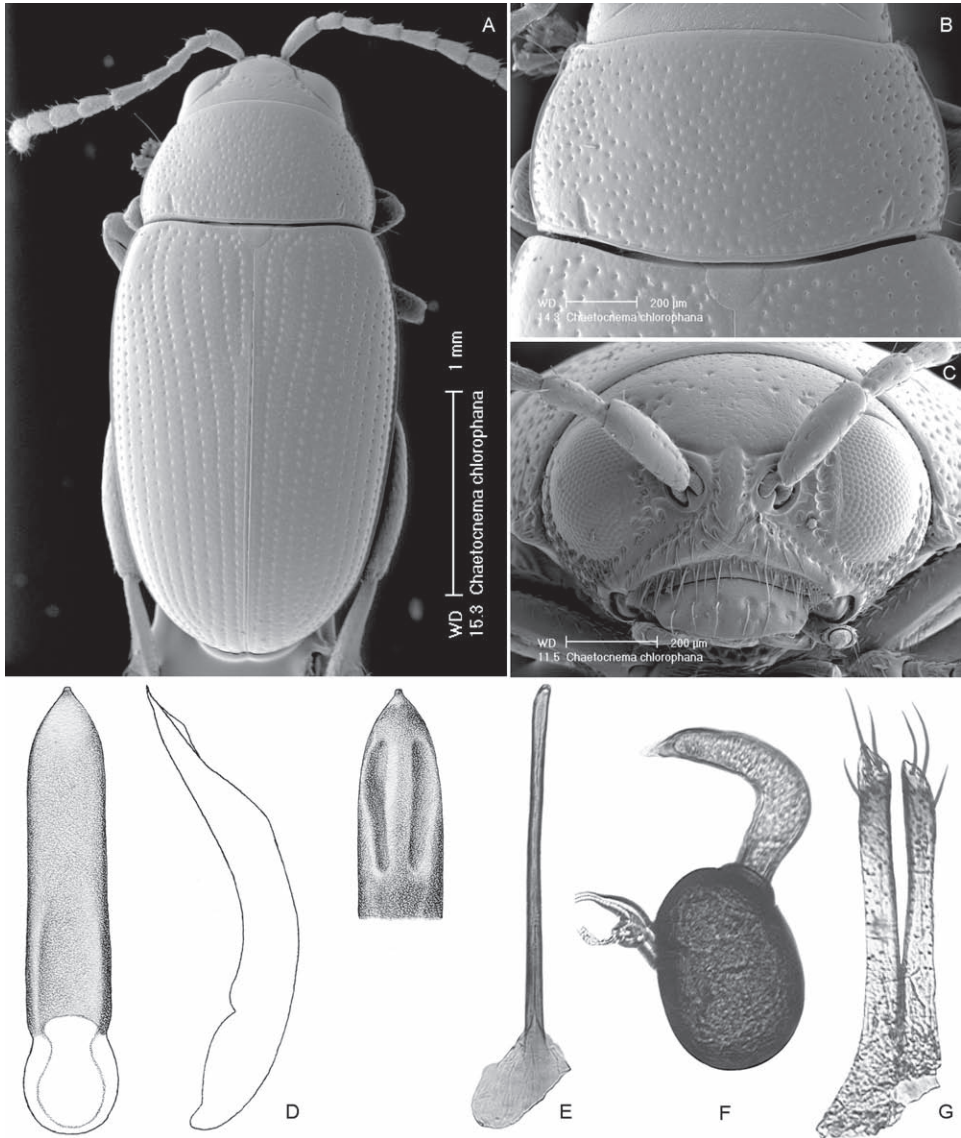 A
1 mm
WD
15.3 Chaetocnema chlorophana
B
WD 200 µm
14.3 Chaetocnema chlorophana
C
WD 200 µm
11.5 Chaetocnema chlorophana
D
E
F
G